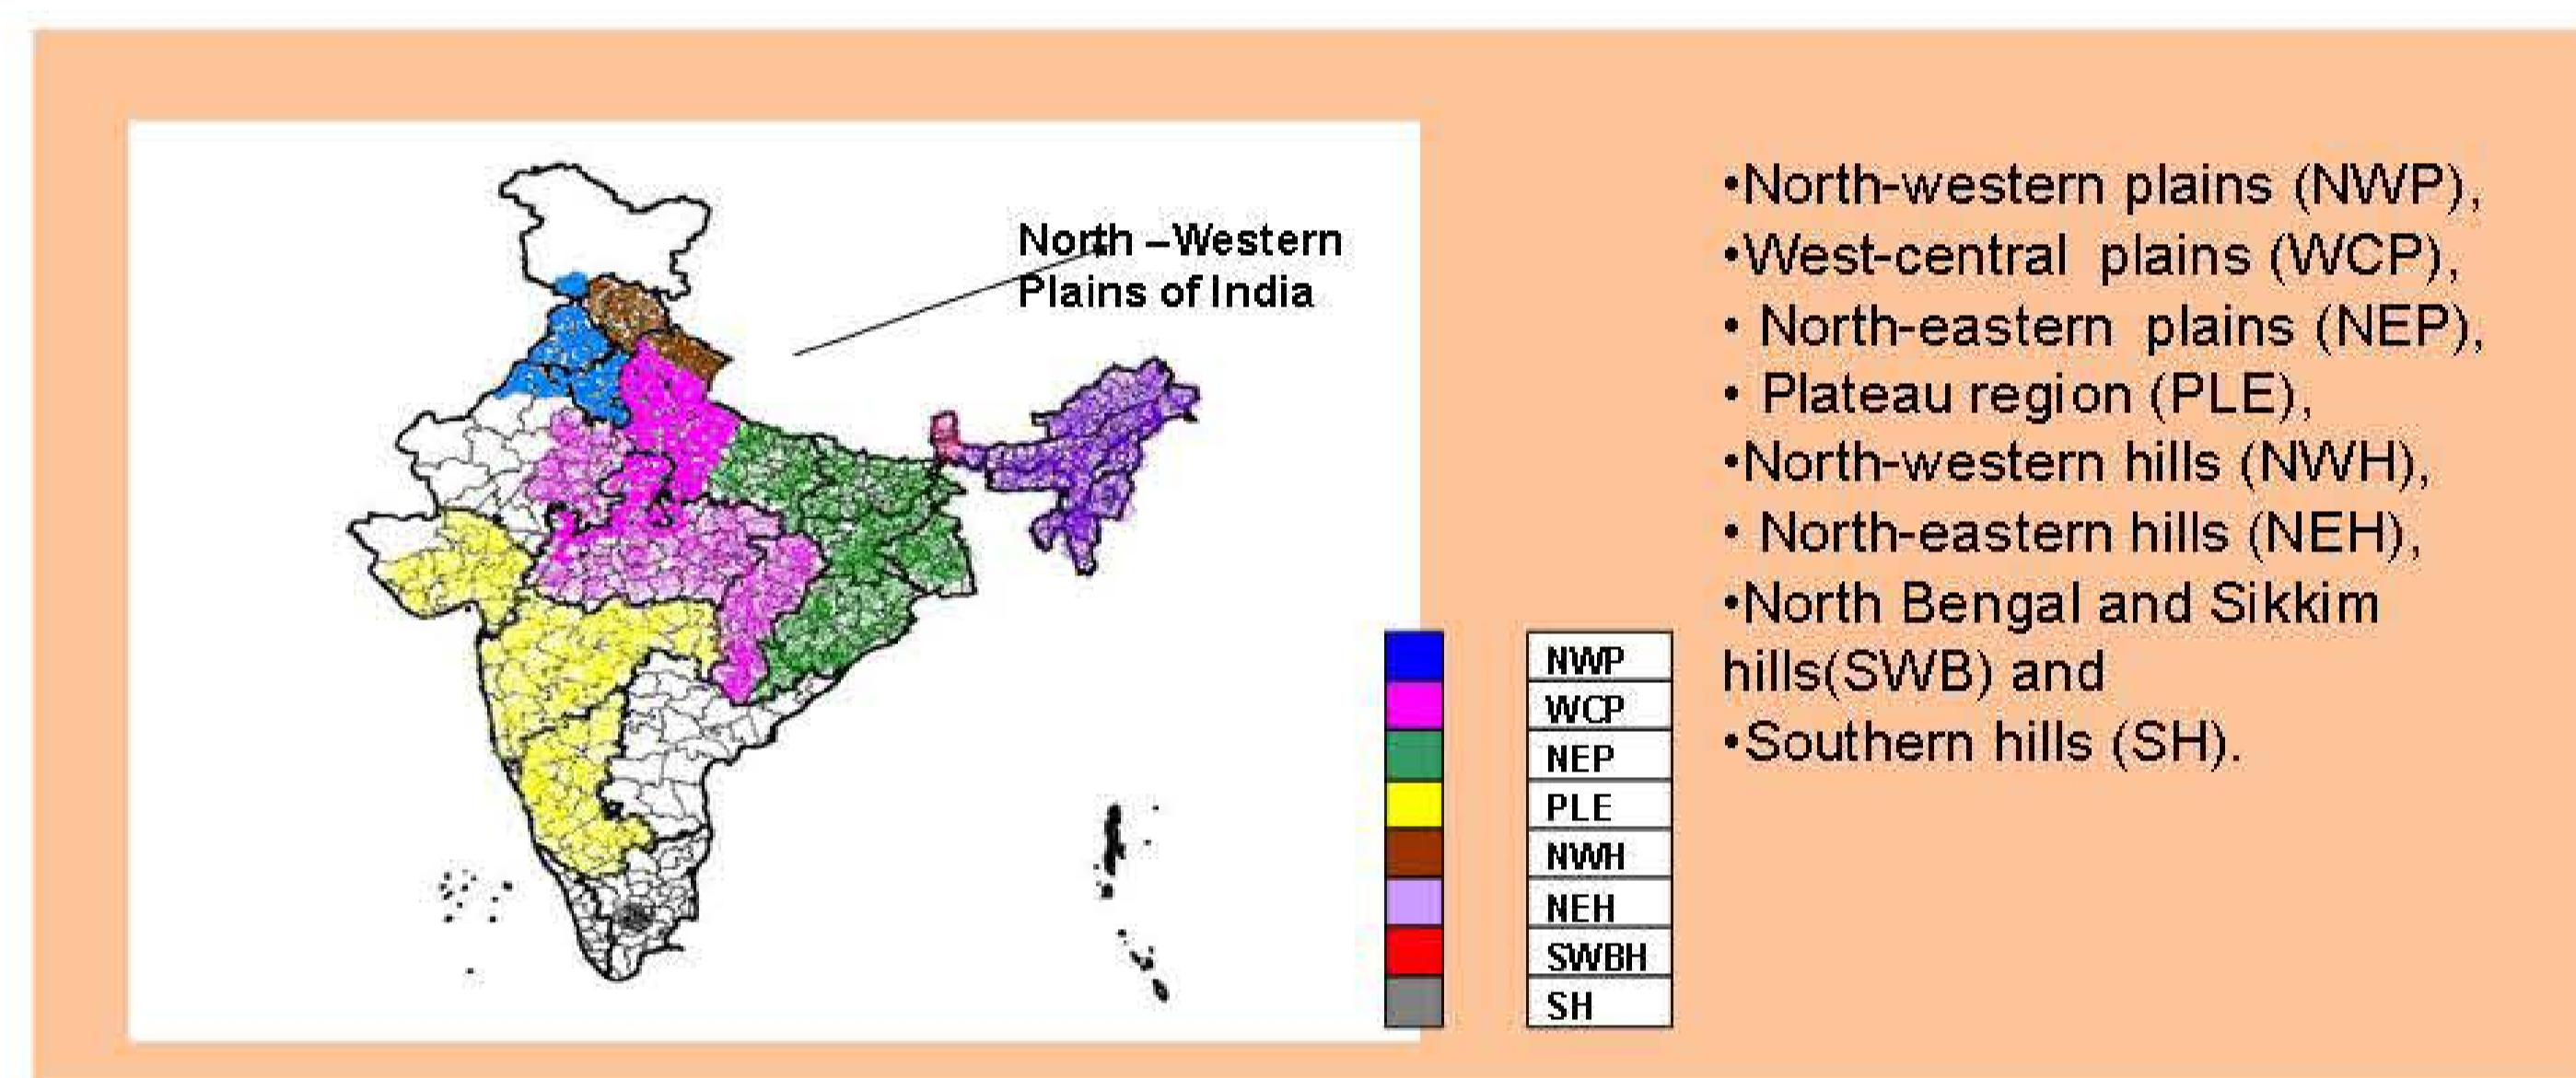 North –Western
Plains of India
•North-western plains (NWP),
•West-central plains (WCP),
• North-eastern plains (NEP),
• Plateau region (PLE),
•North-western hills (NWH),
• North-eastern hills (NEH),
•North Bengal and Sikkim
hills(SWB) and
•Southern hills (SH).
NWP
WCP
NEP
PLE
NWH
NEH
SWBH
SH